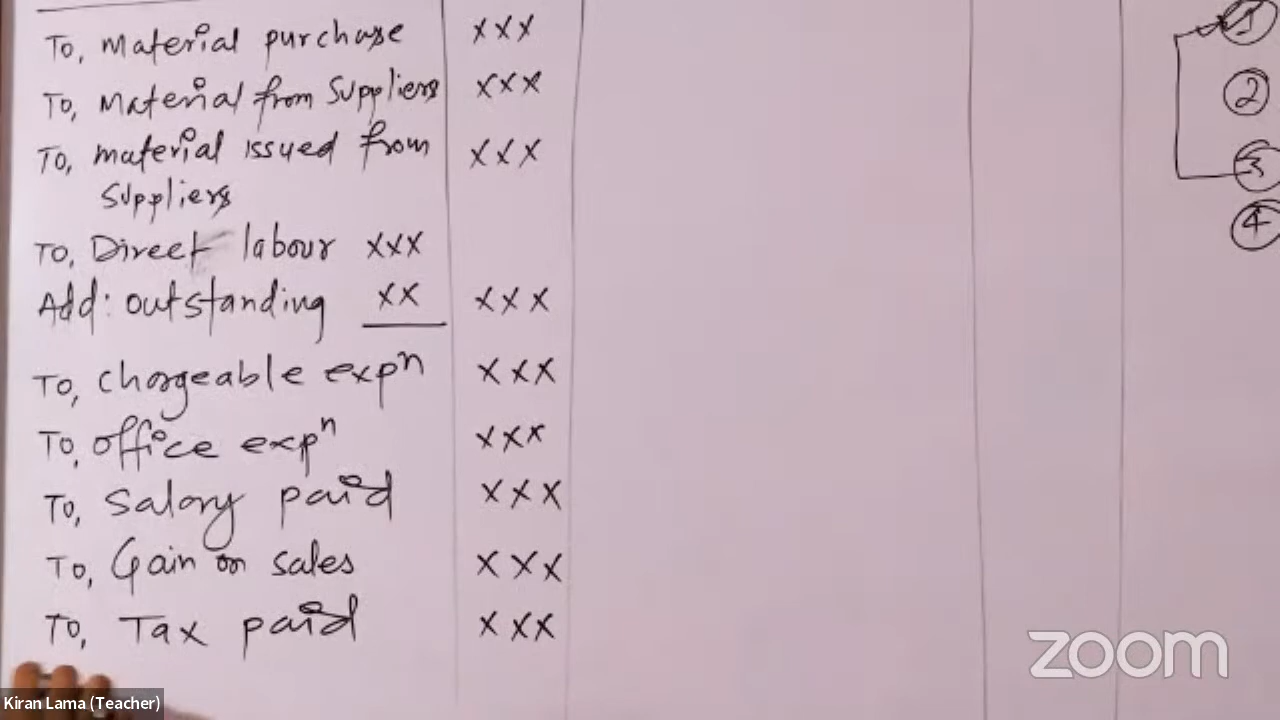 To, Material purchase xxx
To, Material from Suppliers xxx
To, material issued from xxx
Suppliers
To, Direct labour xxx
Add: outstanding xx xxx
To, chargeable expⁿ xxx
To, office expⁿ xxx
To, Salary paid xxx
To, Gain on sales xxx
To, Tax paid xxx
1
2
3
4
zoom
Kiran Lama (Teacher)